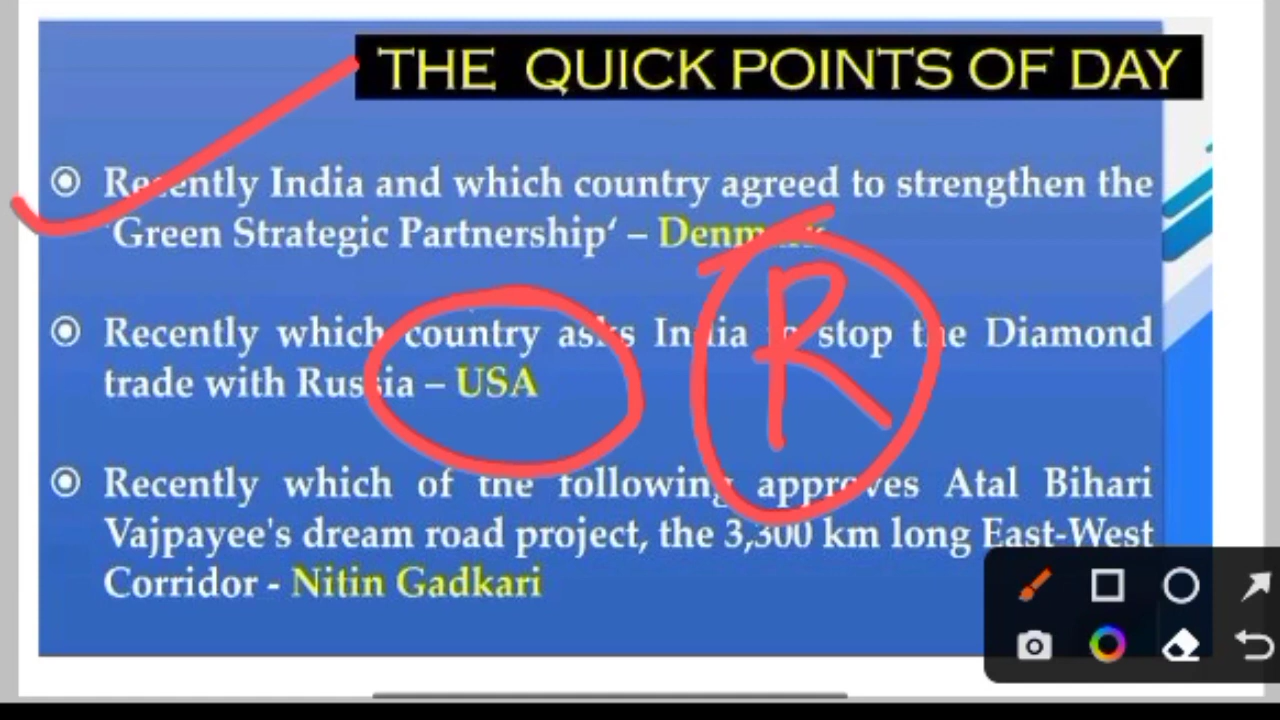 THE QUICK POINTS OF DAY
Recently India and which country agreed to strengthen the
'Green Strategic Partnership‘ – Denmark
Recently which country asks India to stop the Diamond
trade with Russia – USA
R
Recently which of the following approves Atal Bihari
Vajpayee's dream road project, the 3,300 km long East-West
Corridor - Nitin Gadkari